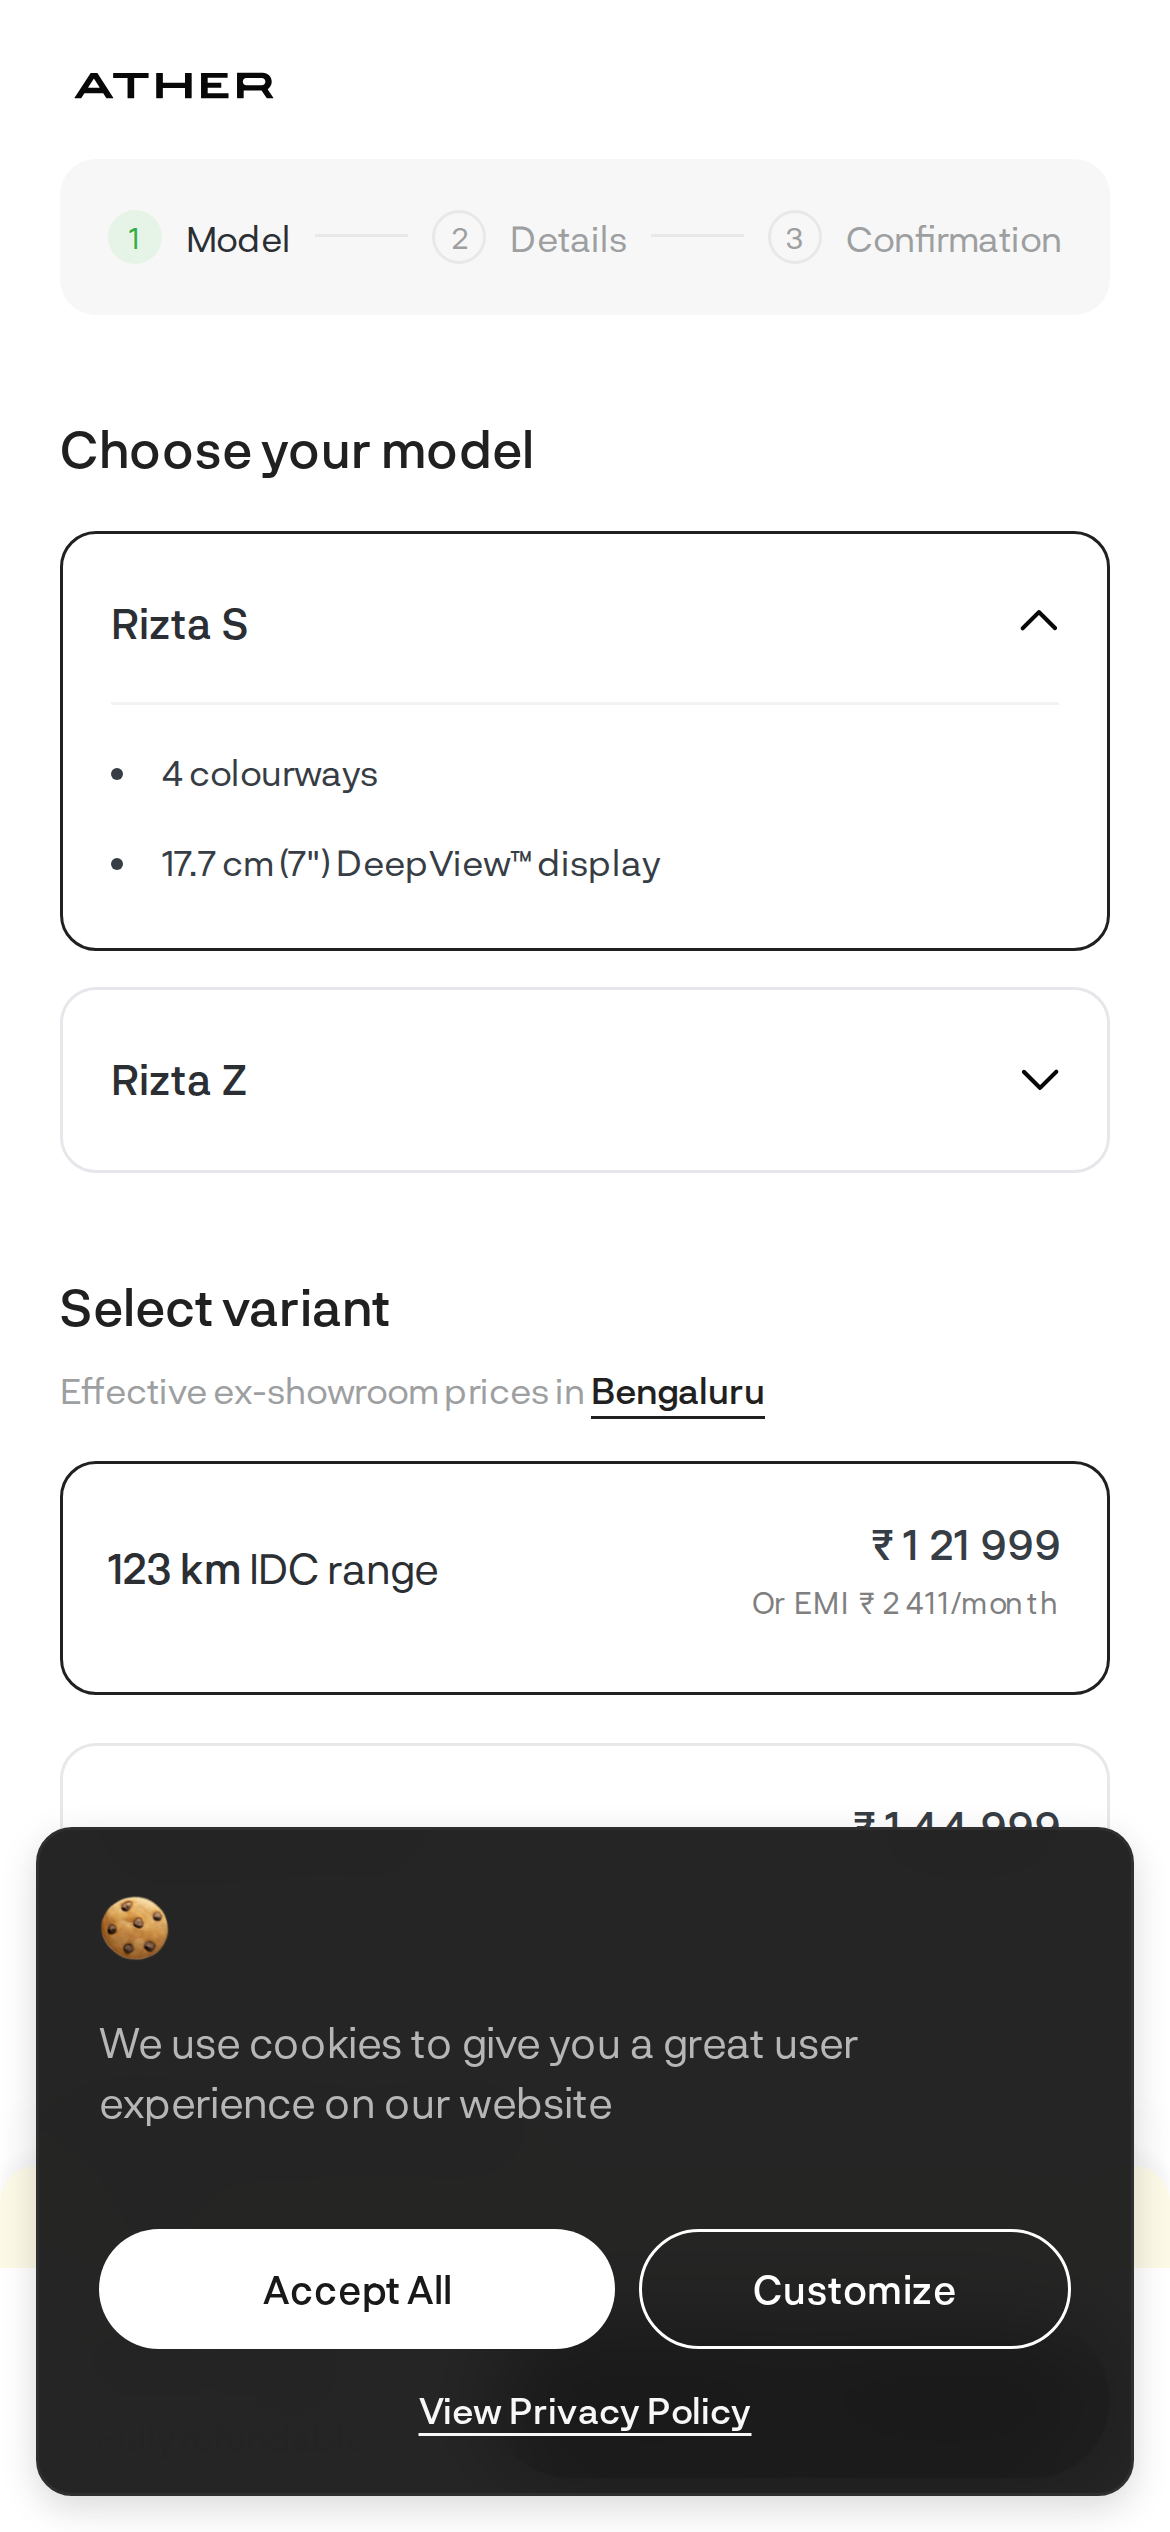 ATHER
1 Model 2 Details 3 Confirmation
Choose your model
Rizta S
4 colourways
17.7 cm (7") DeepView™ display
Rizta Z
Select variant
Effective ex-showroom prices in Bengaluru
123 km IDC range
₹ 1 21 999
Or EMI ₹ 2 411/month
₹ 1 44 999
We use cookies to give you a great user
experience on our website
Accept All
Customize
View Privacy Policy